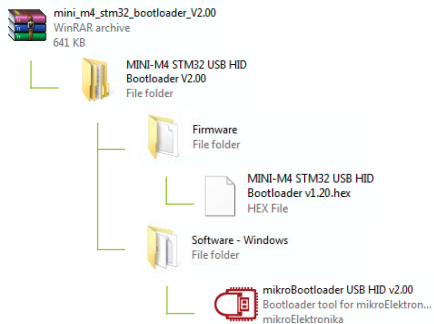 mini_m4_stm32_bootloader_V2.00
WinRAR archive
641 KB
MINI-M4 STM32 USB HID
Bootloader V2.00
File folder
Firmware
File folder
MINI-M4 STM32 USB HID
Bootloader v1.20.hex
HEX File
Software - Windows
File folder
mikroBootloader USB HID v2.00
Bootloader tool for mikroElektron...
mikroElektronika